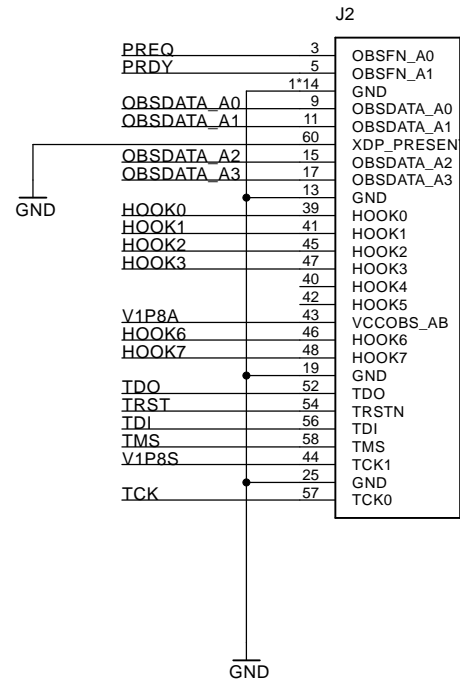 J2
PREQ 3 OBSFN_A0
PRDY 5 OBSFN_A1
1*14 GND
OBSDATA_A0 9 OBSDATA_A0
OBSDATA_A1 11 OBSDATA_A1
60 XDP_PRESENT
OBSDATA_A2 15 OBSDATA_A2
OBSDATA_A3 17 OBSDATA_A3
13 GND
GND
HOOK0 39 HOOK0
HOOK1 41 HOOK1
HOOK2 45 HOOK2
HOOK3 47 HOOK3
40 HOOK4
42 HOOK5
V1P8A 43 VCCOBS_AB
HOOK6 46 HOOK6
HOOK7 48 HOOK7
19 GND
TDO 52 TDO
TRST 54 TRSTN
TDI 56 TDI
TMS 58 TMS
V1P8S 44 TCK1
25 GND
TCK 57 TCK0
GND